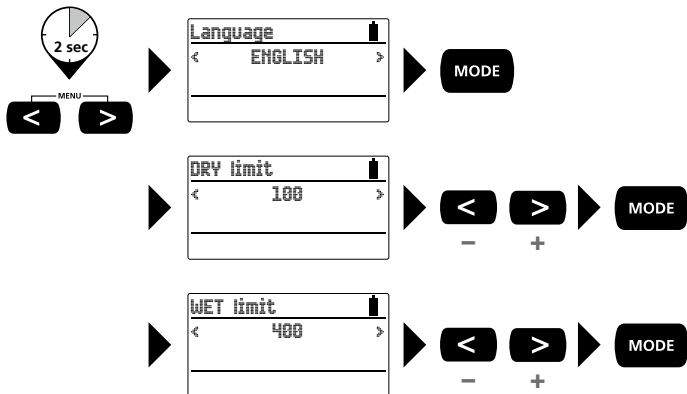 2 sec
MENU
< >
Language
< ENGLISH >
MODE
DRY limit
< 100 >
< >
- +
MODE
WET limit
< 400 >
< >
- +
MODE